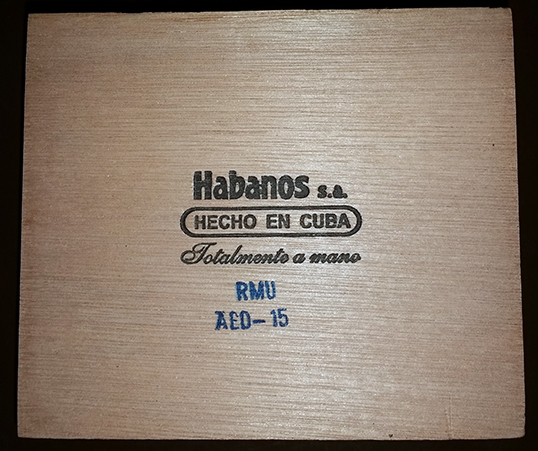 Habanos s.a.
HECHO EN CUBA
Totalmente a mano
RMU
AEO-15